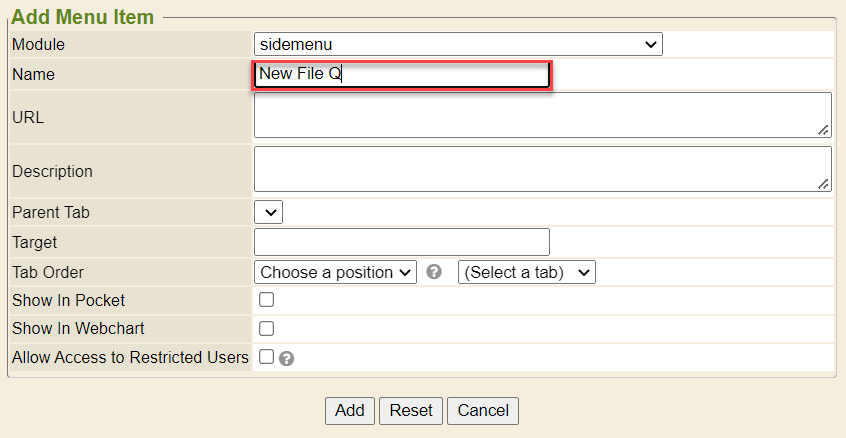 Add Menu Item
Module sidemenu
Name New File Q
URL
Description
Parent Tab
Target
Tab Order Choose a position ? (Select a tab)
Show In Pocket
Show In Webchart
Allow Access to Restricted Users ?
Add Reset Cancel